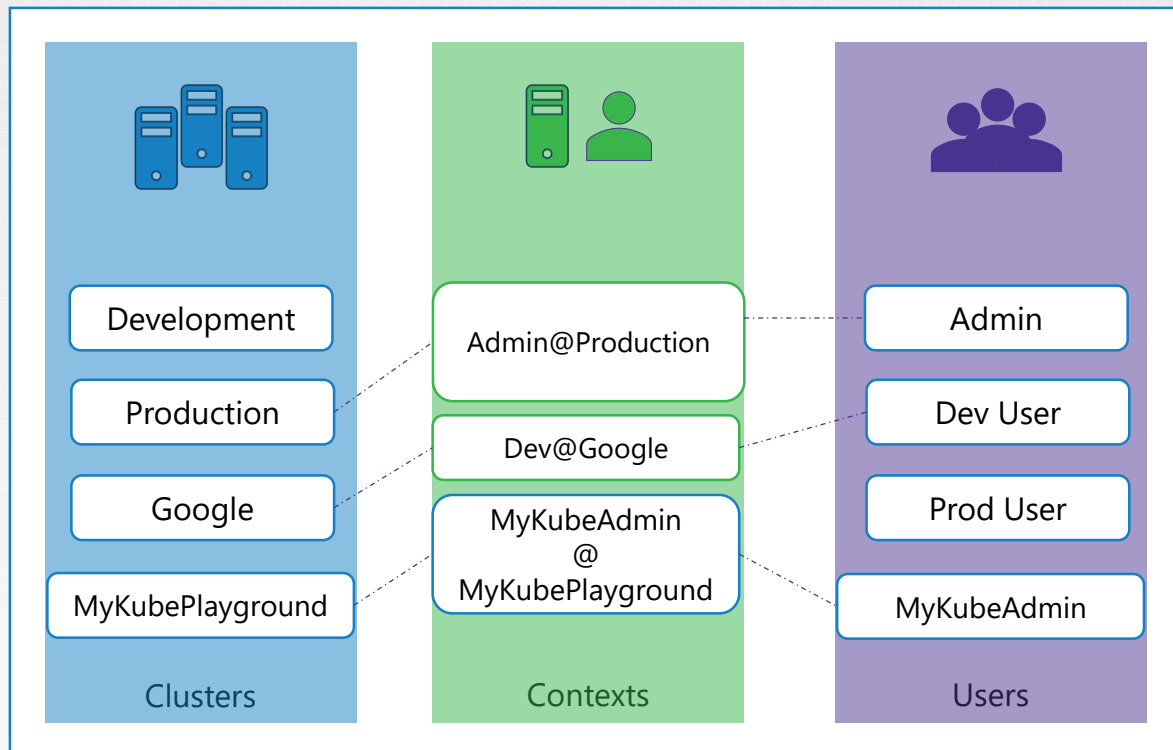 Development
Production
Google
MyKubePlayground
Clusters
Admin@Production
Dev@Google
MyKubeAdmin
@
MyKubePlayground
Contexts
Admin
Dev User
Prod User
MyKubeAdmin
Users